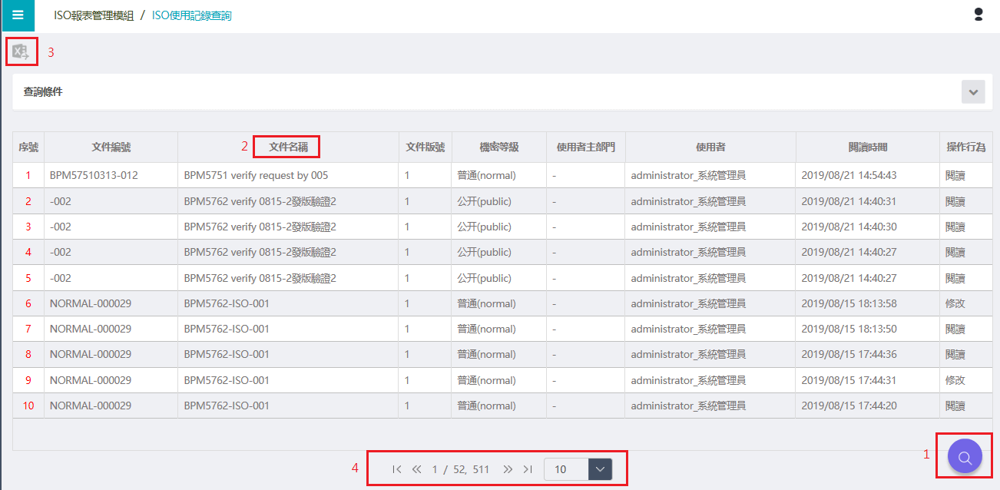 ISO報表管理模組 / ISO使用記錄查詢
3
查詢條件
序號 文件編號 2 文件名稱 文件版號 機密等級 使用者主部門 使用者 閱讀時間 操作行為
1 BPM57510313-012 BPM5751 verify request by 005 1 普通(normal) - administrator_系統管理員 2019/08/21 14:54:43 閱讀
2 -002 BPM5762 verify 0815-2發版驗證2 1 公开(public) - administrator_系統管理員 2019/08/21 14:40:31 閱讀
3 -002 BPM5762 verify 0815-2發版驗證2 1 公开(public) - administrator_系統管理員 2019/08/21 14:40:30 閱讀
4 -002 BPM5762 verify 0815-2發版驗證2 1 公开(public) - administrator_系統管理員 2019/08/21 14:40:27 閱讀
5 -002 BPM5762 verify 0815-2發版驗證2 1 公开(public) - administrator_系統管理員 2019/08/21 14:40:27 閱讀
6 NORMAL-000029 BPM5762-ISO-001 1 普通(normal) - administrator_系統管理員 2019/08/15 18:13:58 修改
7 NORMAL-000029 BPM5762-ISO-001 1 普通(normal) - administrator_系統管理員 2019/08/15 18:13:50 閱讀
8 NORMAL-000029 BPM5762-ISO-001 1 普通(normal) - administrator_系統管理員 2019/08/15 17:44:36 閱讀
9 NORMAL-000029 BPM5762-ISO-001 1 普通(normal) - administrator_系統管理員 2019/08/15 17:44:31 修改
10 NORMAL-000029 BPM5762-ISO-001 1 普通(normal) - administrator_系統管理員 2019/08/15 17:44:20 閱讀
1
4 1 / 52, 511 10